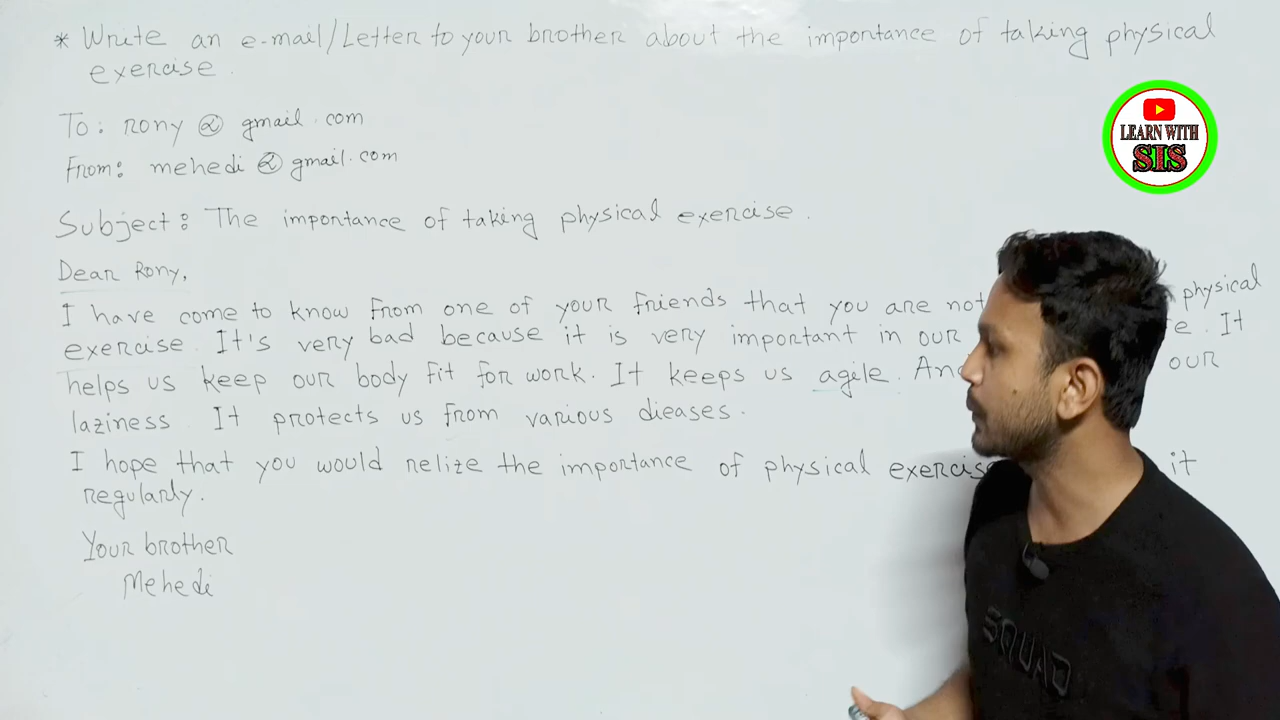 * Write an e-mail/Letter to your brother about the importance of taking physical
exercise.
To: rony@gmail.com
From: mehedi@gmail.com
Subject: The importance of taking physical exercise.
Dear Rony,
I have come to know from one of your friends that you are not physical
exercise. It's very bad because it is very important in our It
helps us keep our body fit for work. It keeps us agile. our
laziness. It protects us from various dieases.
I hope that you would relize the importance of physical exercise it
regularly.
Your brother
Mehedi
LEARN WITH
SIS
SQUAD